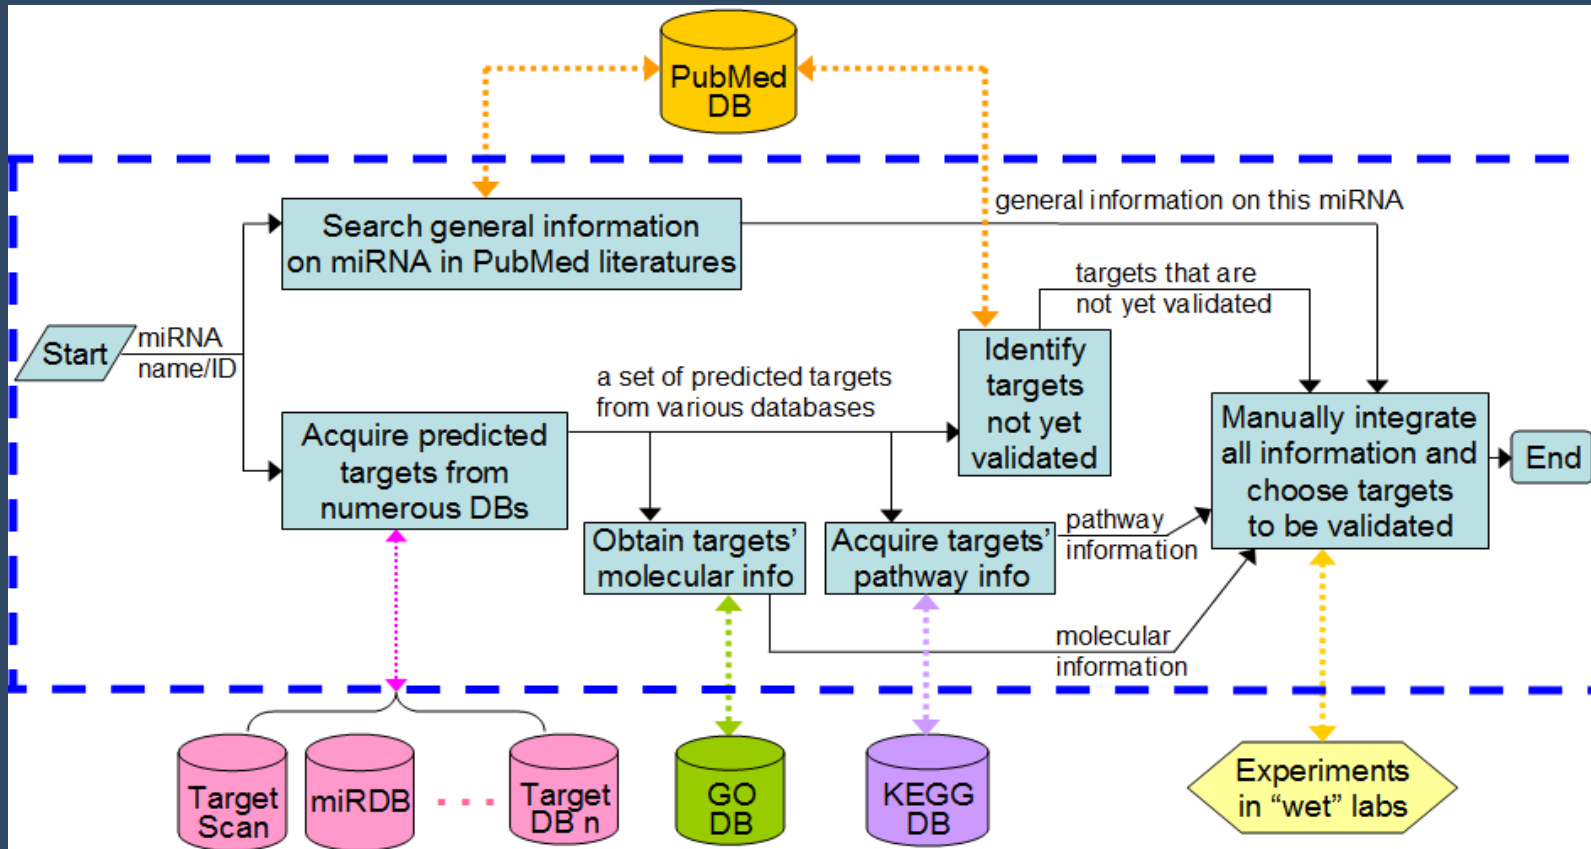 PubMed
DB
general information on this miRNA
Search general information
on miRNA in PubMed literatures
targets that are
not yet validated
Start
miRNA
name/ID
Identify
targets
not yet
validated
a set of predicted targets
from various databases
Acquire predicted
targets from
numerous DBs
Manually integrate
all information and
choose targets
to be validated
End
Obtain targets’
molecular info
Acquire targets’
pathway info
pathway
information
molecular
information
Target
Scan
miRDB
. . .
Target
DB n
GO
DB
KEGG
DB
Experiments
in “wet” labs